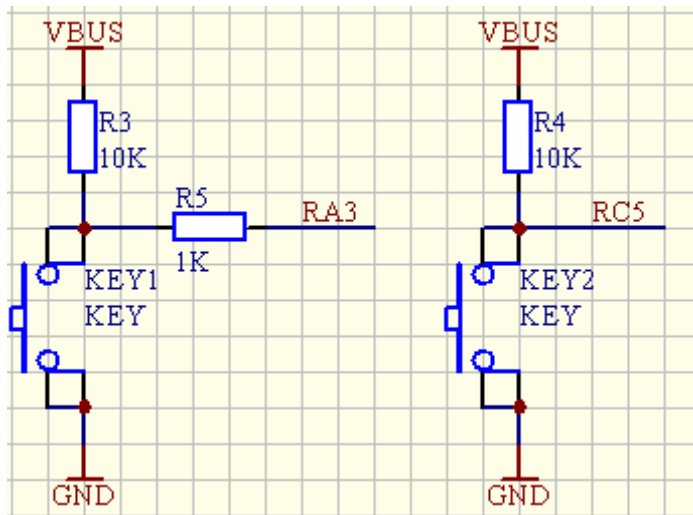 VBUS
R3
10K
R5
1K
RA3
KEY1
KEY
GND
VBUS
R4
10K
RC5
KEY2
KEY
GND